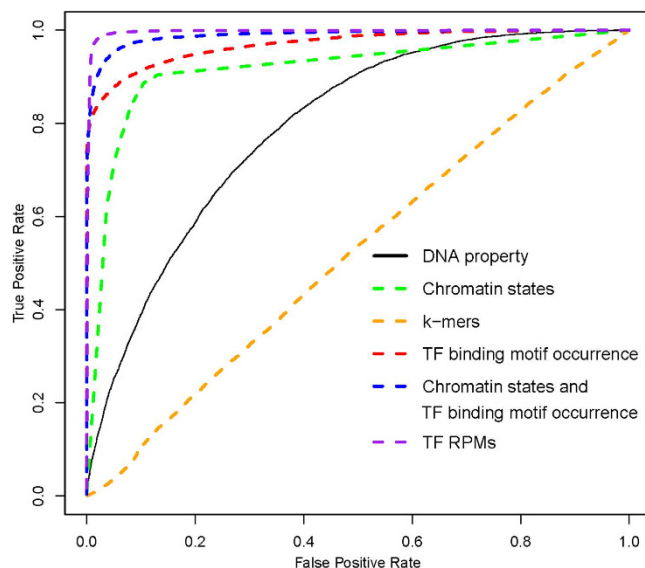 1.0
0.8
0.6
0.4
0.2
0.0
True Positive Rate
DNA property
Chromatin states
k−mers
TF binding motif occurrence
Chromatin states and
TF binding motif occurrence
TF RPMs
0.0 0.2 0.4 0.6 0.8 1.0
False Positive Rate